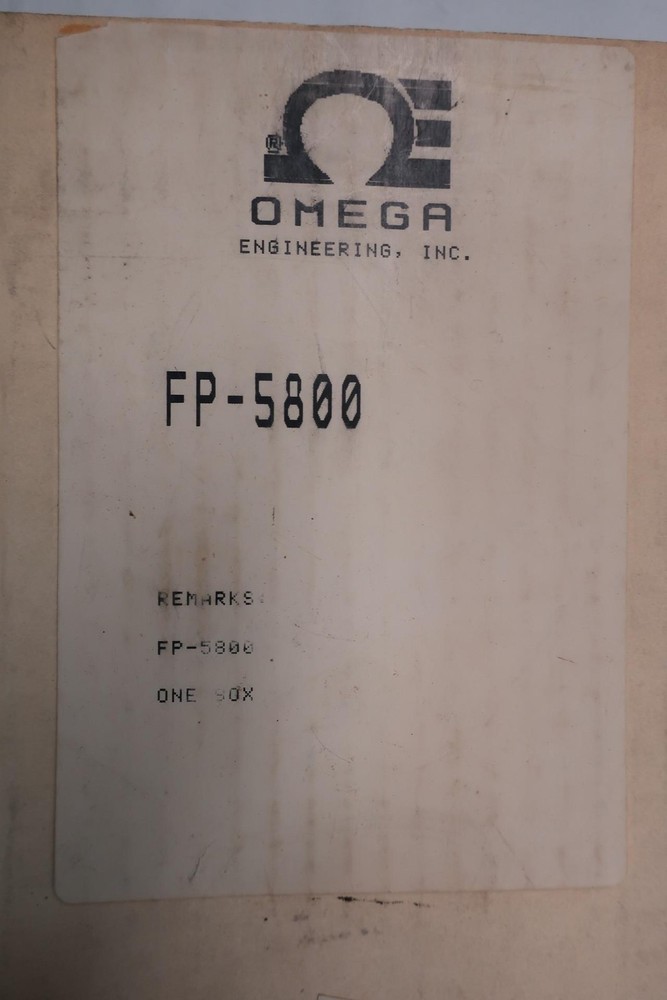 ®
OMEGA
ENGINEERING, INC.
FP-5800
REMARKS:
FP-5800
ONE BOX